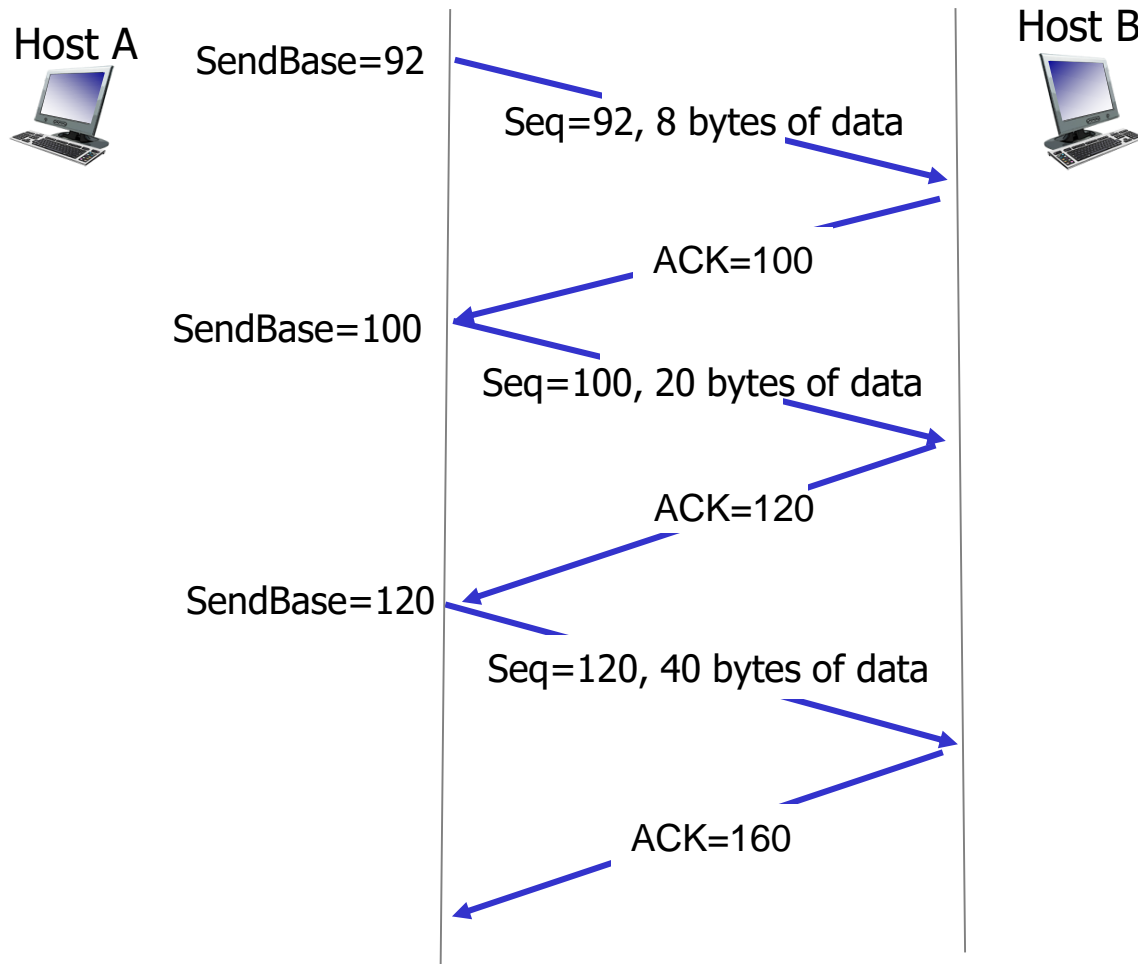 Host A
Host B
SendBase=92
Seq=92, 8 bytes of data
ACK=100
SendBase=100
Seq=100, 20 bytes of data
ACK=120
SendBase=120
Seq=120, 40 bytes of data
ACK=160